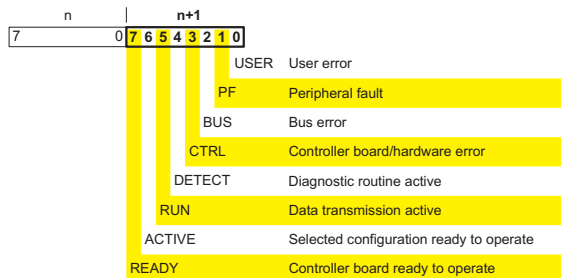 n n+1
7 0 7 6 5 4 3 2 1 0
USER User error
PF Peripheral fault
BUS Bus error
CTRL Controller board/hardware error
DETECT Diagnostic routine active
RUN Data transmission active
ACTIVE Selected configuration ready to operate
READY Controller board ready to operate